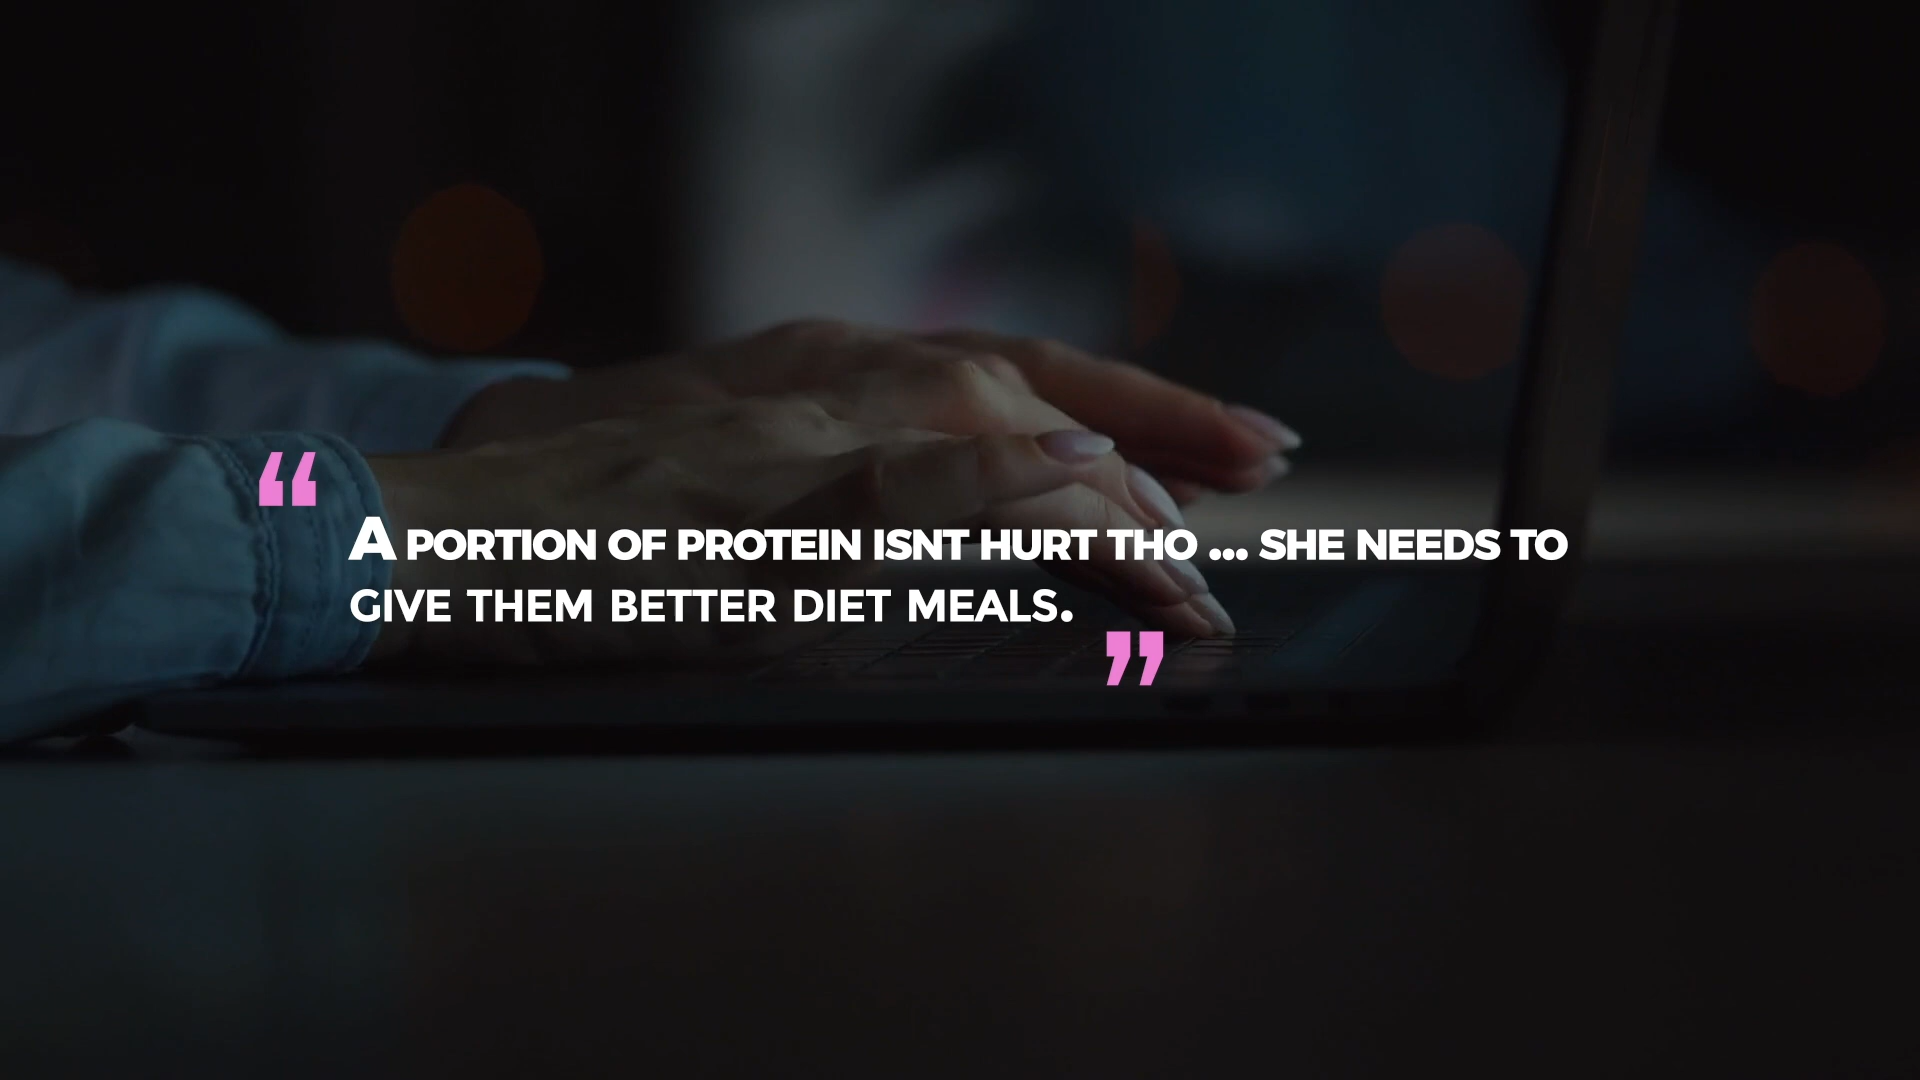 “
A PORTION OF PROTEIN ISNT HURT THO ... SHE NEEDS TO
GIVE THEM BETTER DIET MEALS.
”